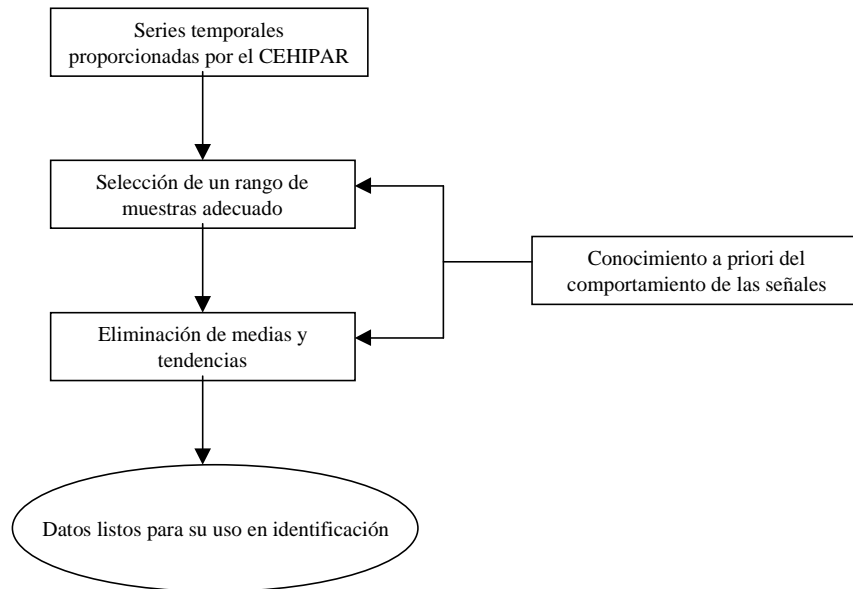 Series temporales
proporcionadas por el CEHIPAR
Selección de un rango de
muestras adecuado
Conocimiento a priori del
comportamiento de las señales
Eliminación de medias y
tendencias
Datos listos para su uso en identificación